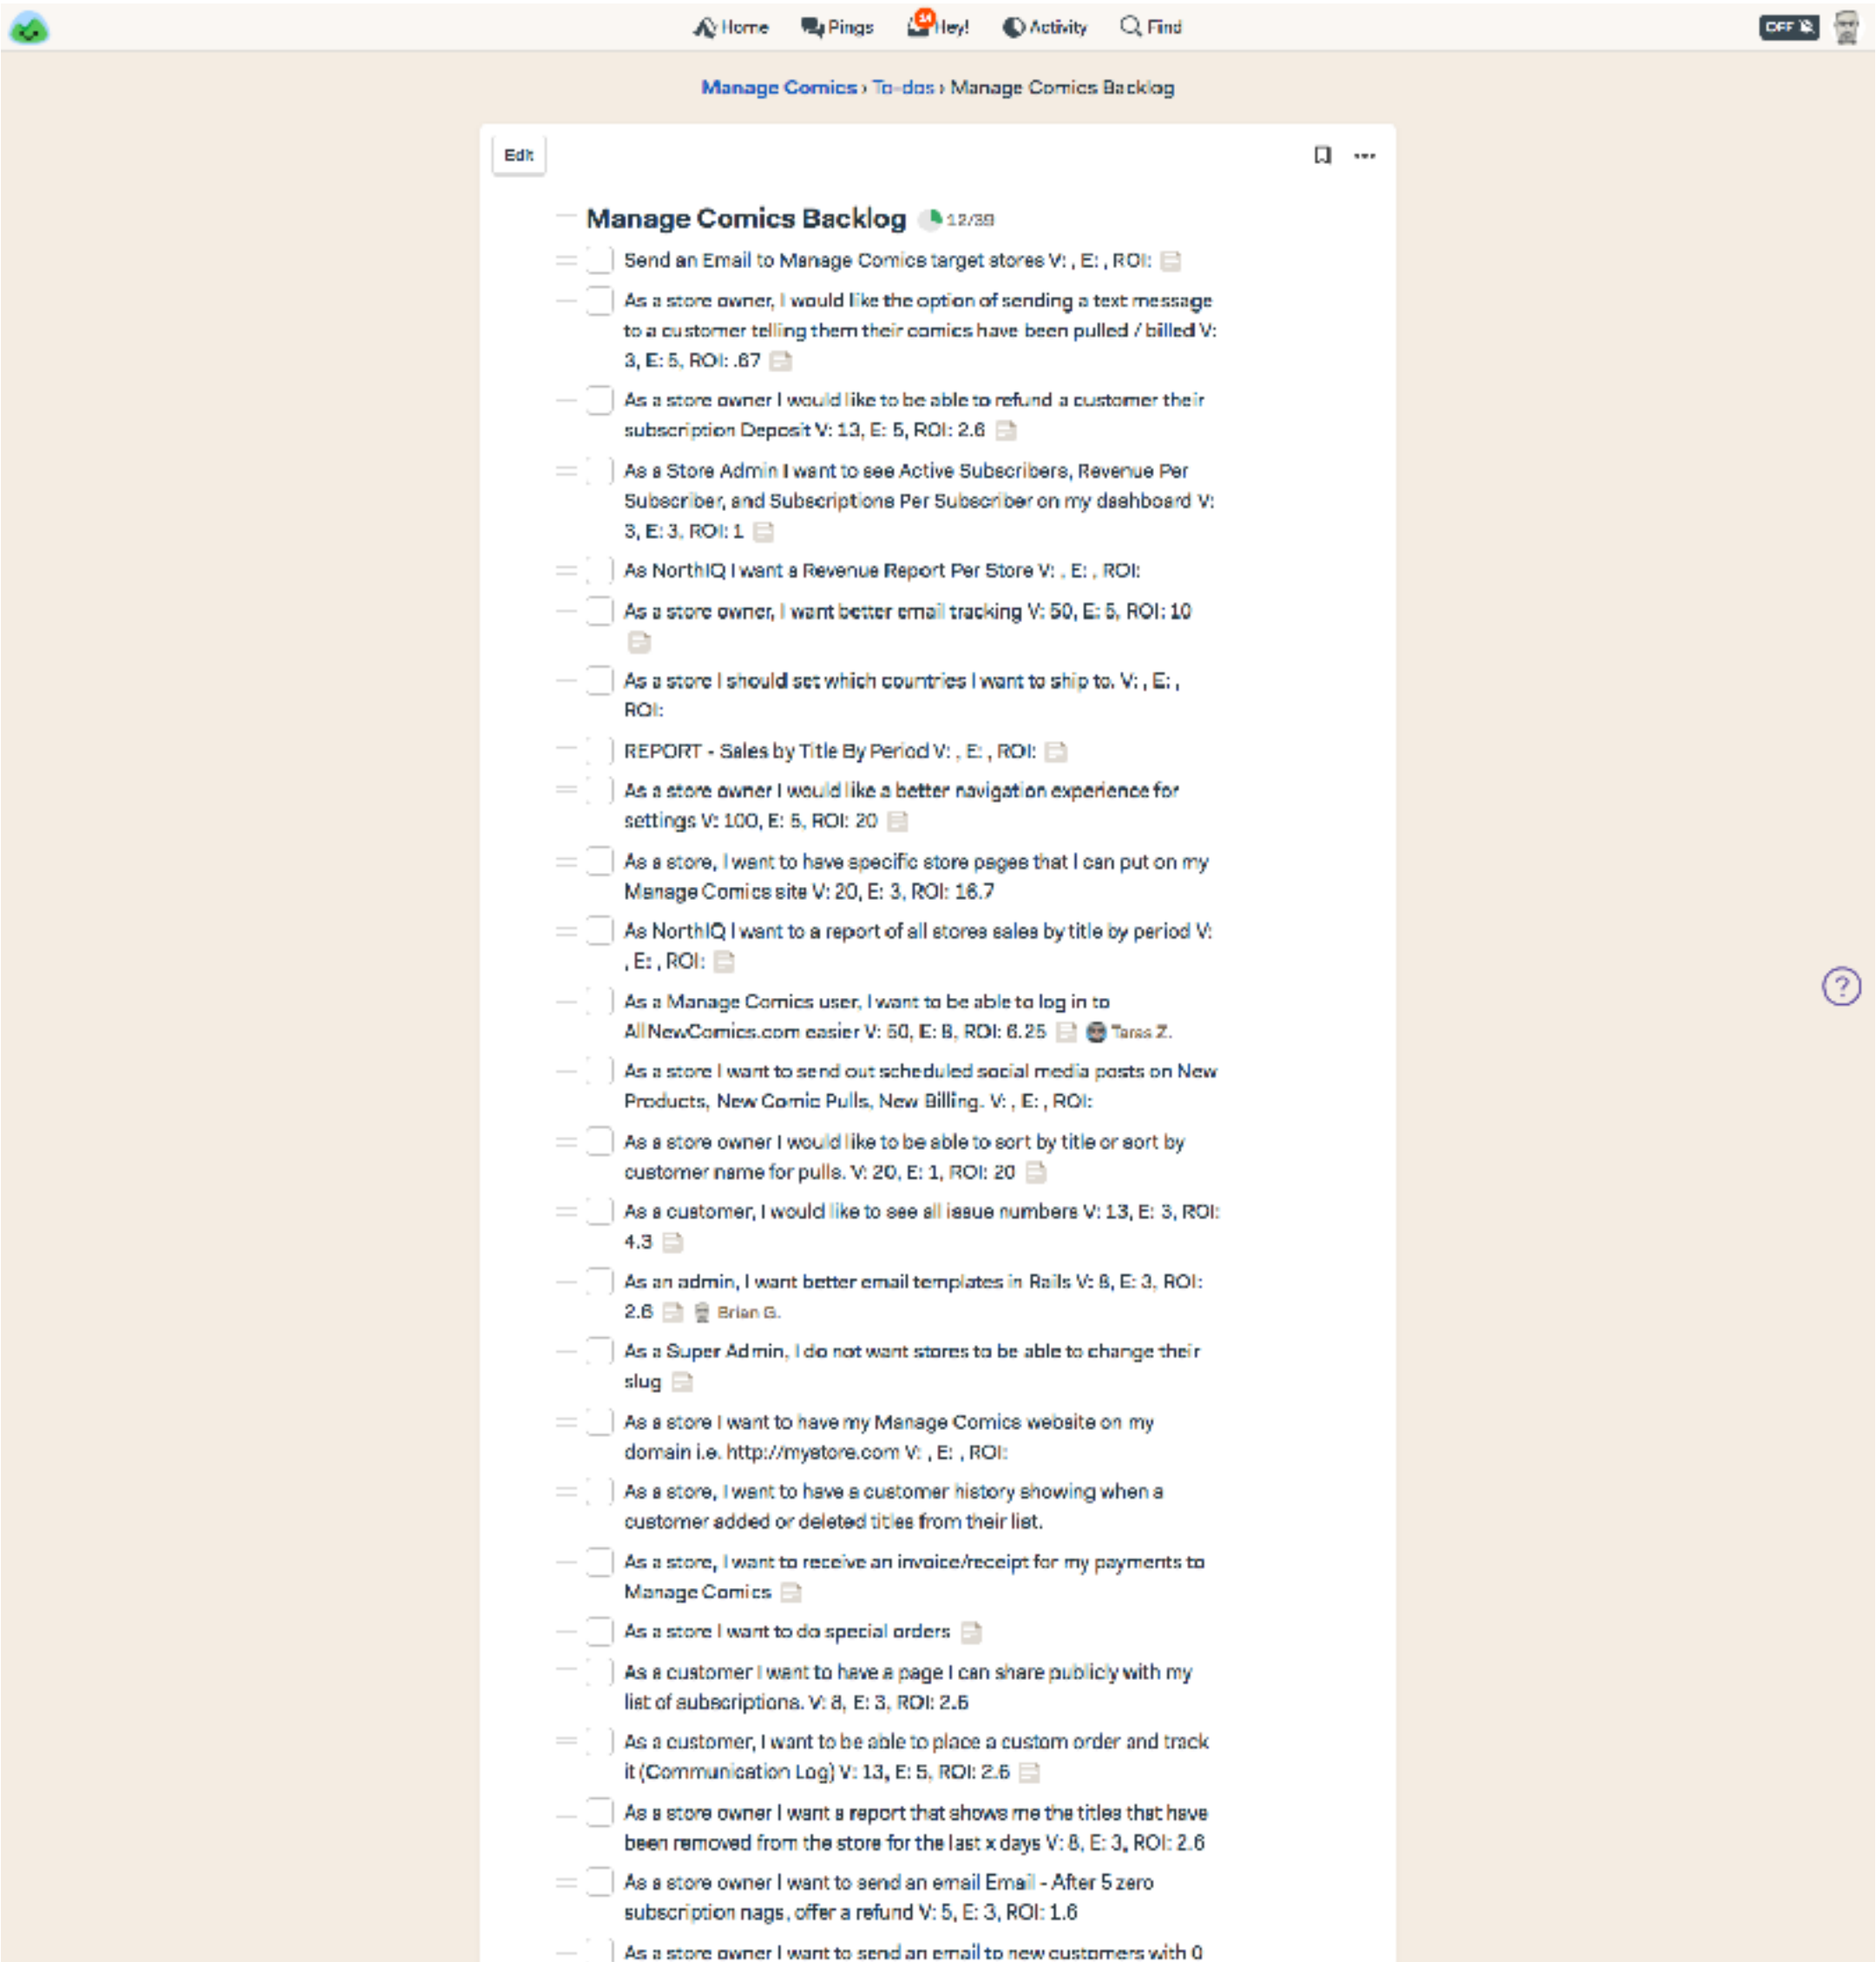 Home Pings 14 Hey! Activity Find OFF
Manage Comics › To-dos › Manage Comics Backlog
Edit
Manage Comics Backlog 12/39
Send an Email to Manage Comics target stores V: , E: , ROI:
As a store owner, I would like the option of sending a text message
to a customer telling them their comics have been pulled / billed V:
3, E: 5, ROI: .67
As a store owner I would like to be able to refund a customer their
subscription Deposit V: 13, E: 5, ROI: 2.6
As a Store Admin I want to see Active Subscribers, Revenue Per
Subscriber, and Subscriptions Per Subscriber on my dashboard V:
3, E: 3, ROI: 1
As NorthIQ I want a Revenue Report Per Store V: , E: , ROI:
As a store owner, I want better email tracking V: 50, E: 5, ROI: 10
As a store I should set which countries I want to ship to. V: , E: ,
ROI:
REPORT - Sales by Title By Period V: , E: , ROI:
As a store owner I would like a better navigation experience for
settings V: 100, E: 5, ROI: 20
As a store, I want to have specific store pages that I can put on my
Manage Comics site V: 20, E: 3, ROI: 16.7
As NorthIQ I want to a report of all stores sales by title by period V:
, E: , ROI:
As a Manage Comics user, I want to be able to log in to
AllNewComics.com easier V: 50, E: 8, ROI: 6.25 Taras Z.
As a store I want to send out scheduled social media posts on New
Products, New Comic Pulls, New Billing. V: , E: , ROI:
As a store owner I would like to be able to sort by title or sort by
customer name for pulls. V: 20, E: 1, ROI: 20
As a customer, I would like to see all issue numbers V: 13, E: 3, ROI:
4.3
As an admin, I want better email templates in Rails V: 8, E: 3, ROI:
2.6 Brian G.
As a Super Admin, I do not want stores to be able to change their
slug
As a store I want to have my Manage Comics website on my
domain i.e. http://mystore.com V: , E: , ROI:
As a store, I want to have a customer history showing when a
customer added or deleted titles from their list.
As a store, I want to receive an invoice/receipt for my payments to
Manage Comics
As a store I want to do special orders
As a customer I want to have a page I can share publicly with my
list of subscriptions. V: 8, E: 3, ROI: 2.6
As a customer, I want to be able to place a custom order and track
it (Communication Log) V: 13, E: 5, ROI: 2.6
As a store owner I want a report that shows me the titles that have
been removed from the store for the last x days V: 8, E: 3, ROI: 2.6
As a store owner I want to send an email Email - After 5 zero
subscription nags, offer a refund V: 5, E: 3, ROI: 1.6
As a store owner I want to send an email to new customers with 0
?